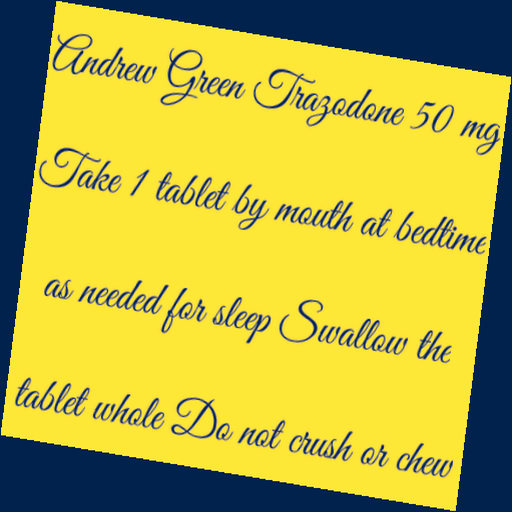 Andrew Green Trazodone 50 mg
Take 1 tablet by mouth at bedtime
as needed for sleep Swallow the
tablet whole Do not crush or chew